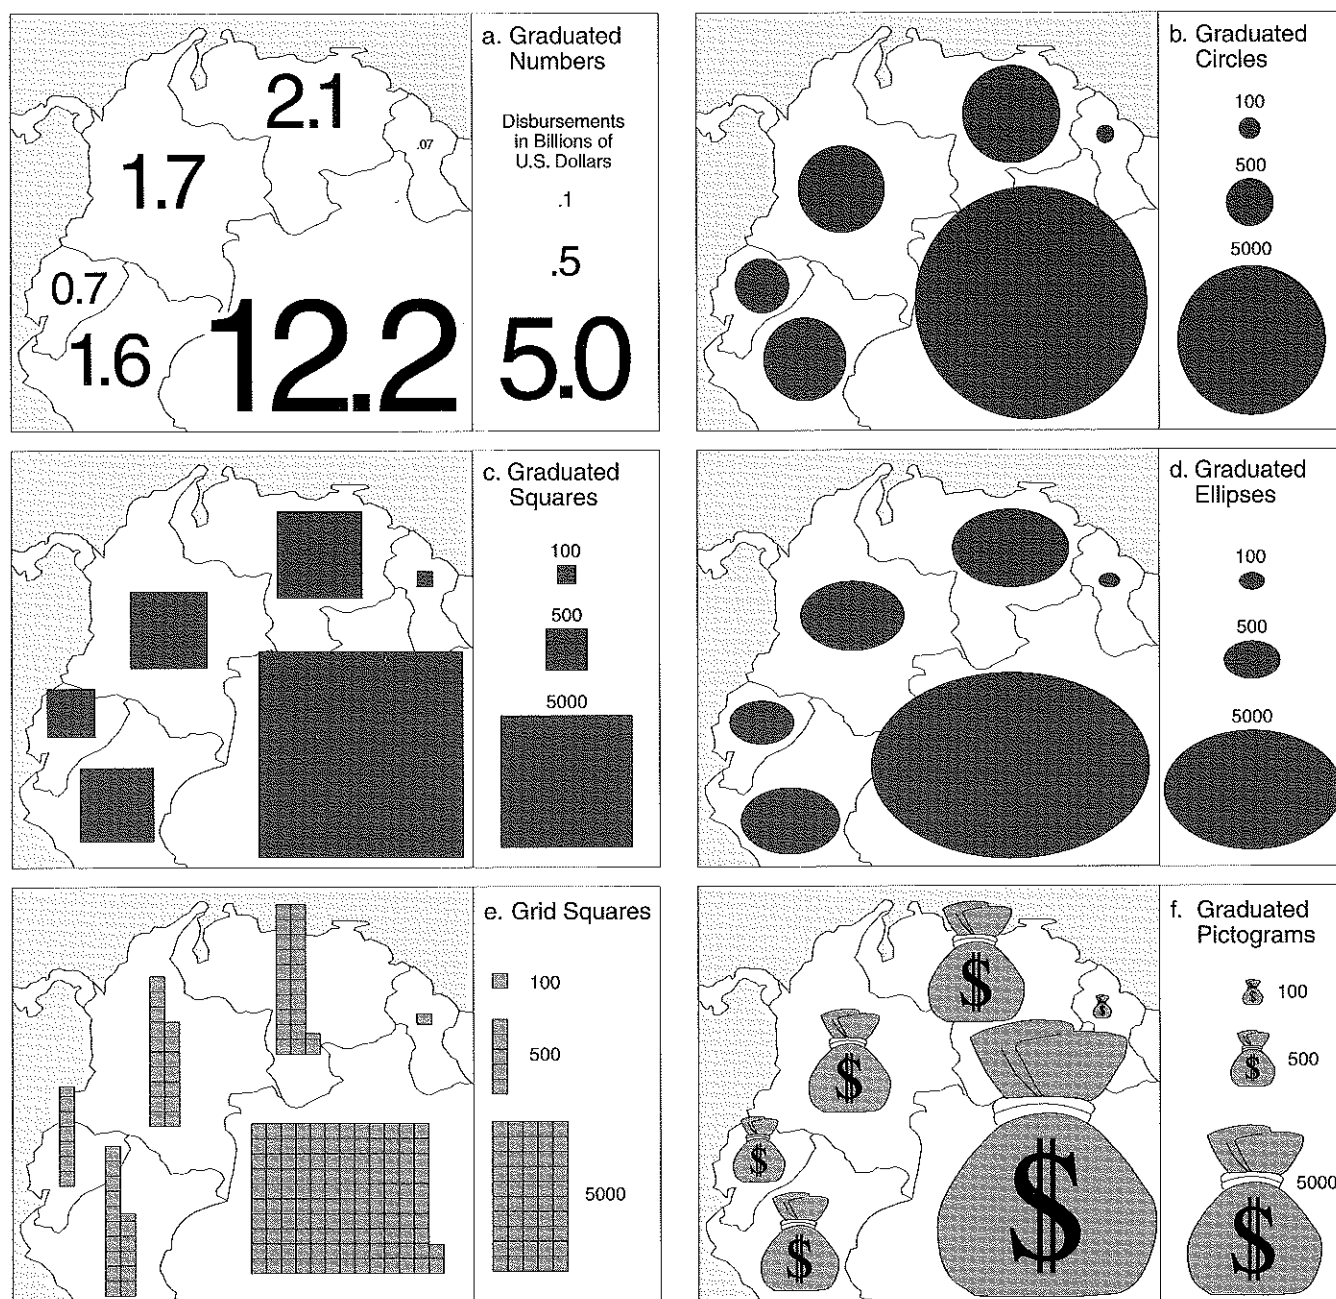 a. Graduated
Numbers
Disbursements
in Billions of
U.S. Dollars
.1
.5
5.0
2.1
.07
1.7
0.7
1.6
12.2
b. Graduated
Circles
100
500
5000
c. Graduated
Squares
100
500
5000
d. Graduated
Ellipses
100
500
5000
e. Grid Squares
100
500
5000
f. Graduated
Pictograms
100
500
5000
$
$
$
$
$
$
$
$
$